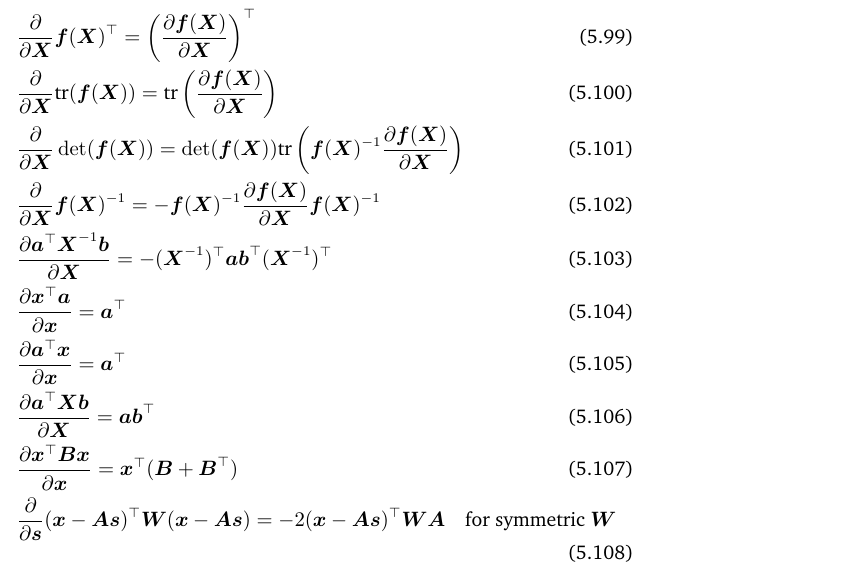 ∂/∂X f(X)⊤ = (∂f(X)/∂X)⊤ (5.99)
∂/∂X tr(f(X)) = tr(∂f(X)/∂X) (5.100)
∂/∂X det(f(X)) = det(f(X))tr(f(X)⁻¹ ∂f(X)/∂X) (5.101)
∂/∂X f(X)⁻¹ = −f(X)⁻¹ ∂f(X)/∂X f(X)⁻¹ (5.102)
∂a⊤X⁻¹b/∂X = −(X⁻¹)⊤ab⊤(X⁻¹)⊤ (5.103)
∂x⊤a/∂x = a⊤ (5.104)
∂a⊤x/∂x = a⊤ (5.105)
∂a⊤Xb/∂X = ab⊤ (5.106)
∂x⊤Bx/∂x = x⊤(B + B⊤) (5.107)
∂/∂s (x − As)⊤W(x − As) = −2(x − As)⊤WA for symmetric W
(5.108)